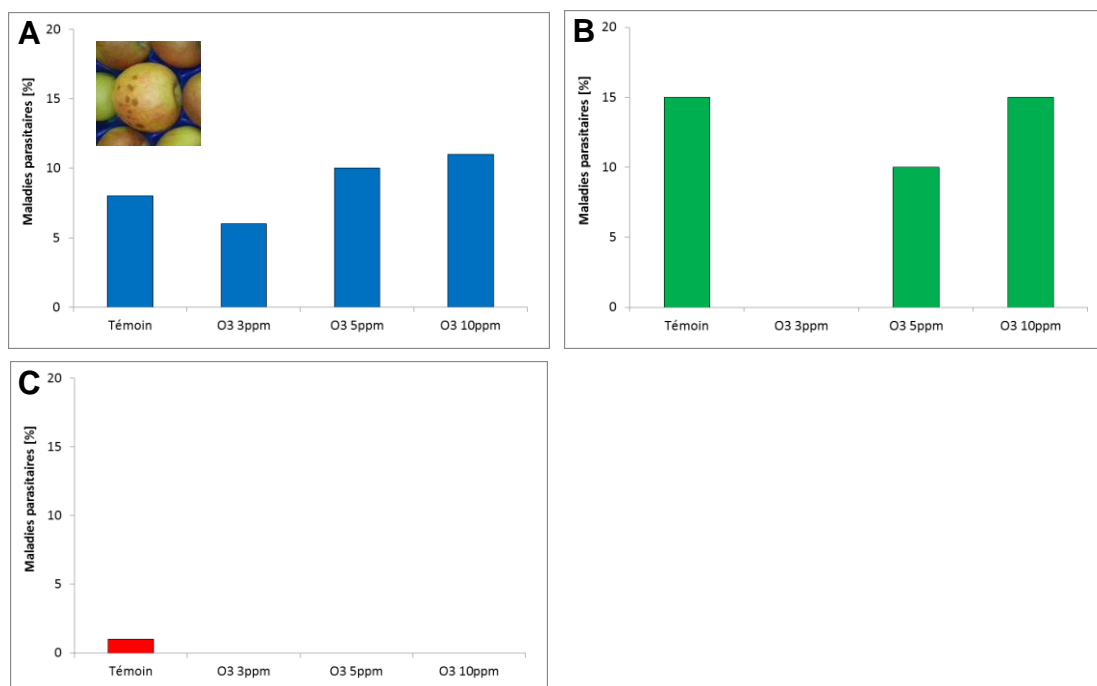 A
Maladies parasitaires [%]
20
15
10
5
0
Témoin
O3 3ppm
O3 5ppm
O3 10ppm
B
Maladies parasitaires [%]
20
15
10
5
0
Témoin
O3 3ppm
O3 5ppm
O3 10ppm
C
Maladies parasitaires [%]
20
15
10
5
0
Témoin
O3 3ppm
O3 5ppm
O3 10ppm